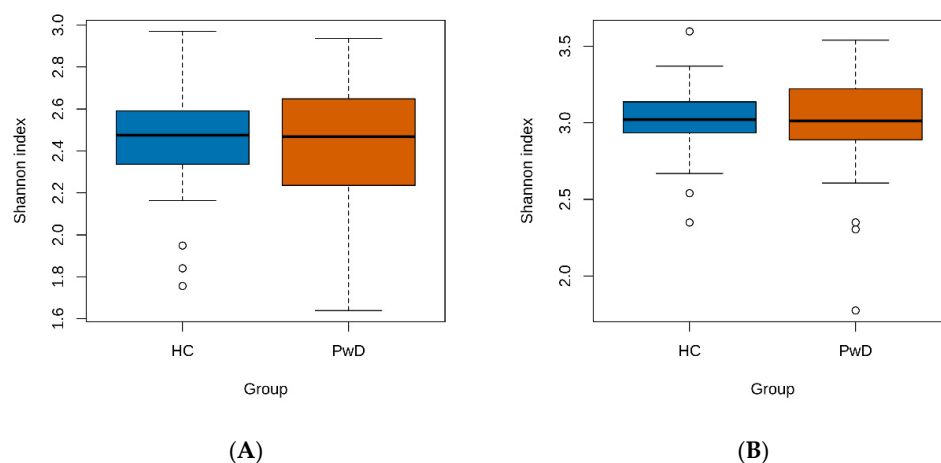 Shannon index
3.0
2.8
2.6
2.4
2.2
2.0
1.8
1.6
HC PwD
Group
(A)
Shannon index
3.5
3.0
2.5
2.0
HC PwD
Group
(B)